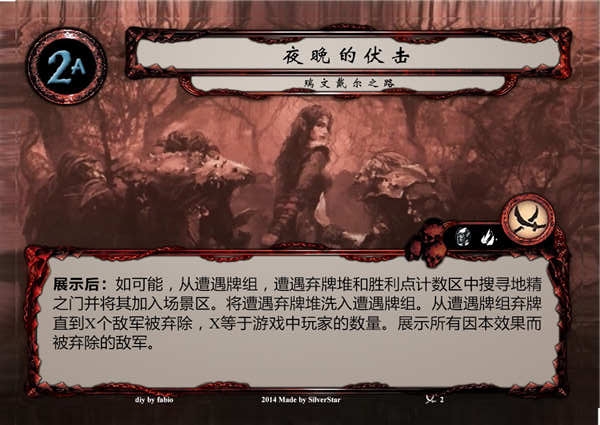 2A
夜晚的伏击
瑞文戴尔之路
展示后：如可能，从遭遇牌组，遭遇弃牌堆和胜利点计数区中搜寻地精
之门并将其加入场景区。将遭遇弃牌堆洗入遭遇牌组。从遭遇牌组弃牌
直到X个敌军被弃除，X等于游戏中玩家的数量。展示所有因本效果而
被弃除的敌军。
diy by fabio 2014 Made by SilverStar 2